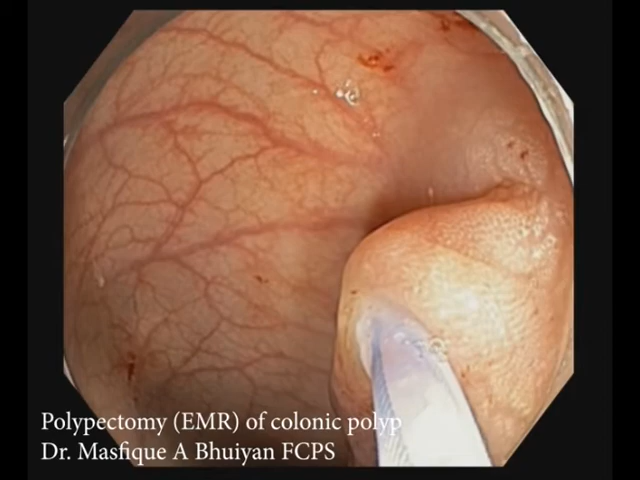 Polypectomy (EMR) of colonic polyp
Dr. Masfique A Bhuiyan FCPS